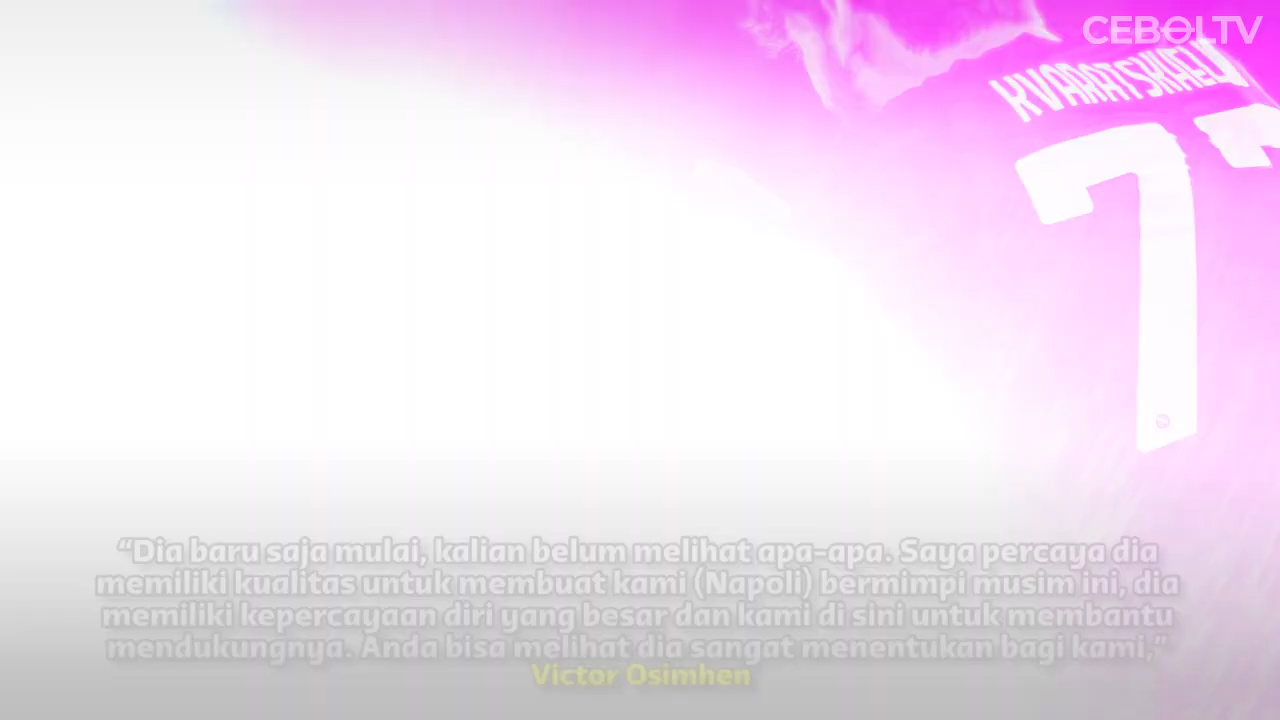 CEBOLTV
KVARATSKHEL
77
“Dia baru saja mulai, kalian belum melihat apa-apa. Saya percaya dia
memiliki kualitas untuk membuat kami (Napoli) bermimpi musim ini, dia
memiliki kepercayaan diri yang besar dan kami di sini untuk membantu
mendukungnya. Anda bisa melihat dia sangat menentukan bagi kami,”
Victor Osimhen